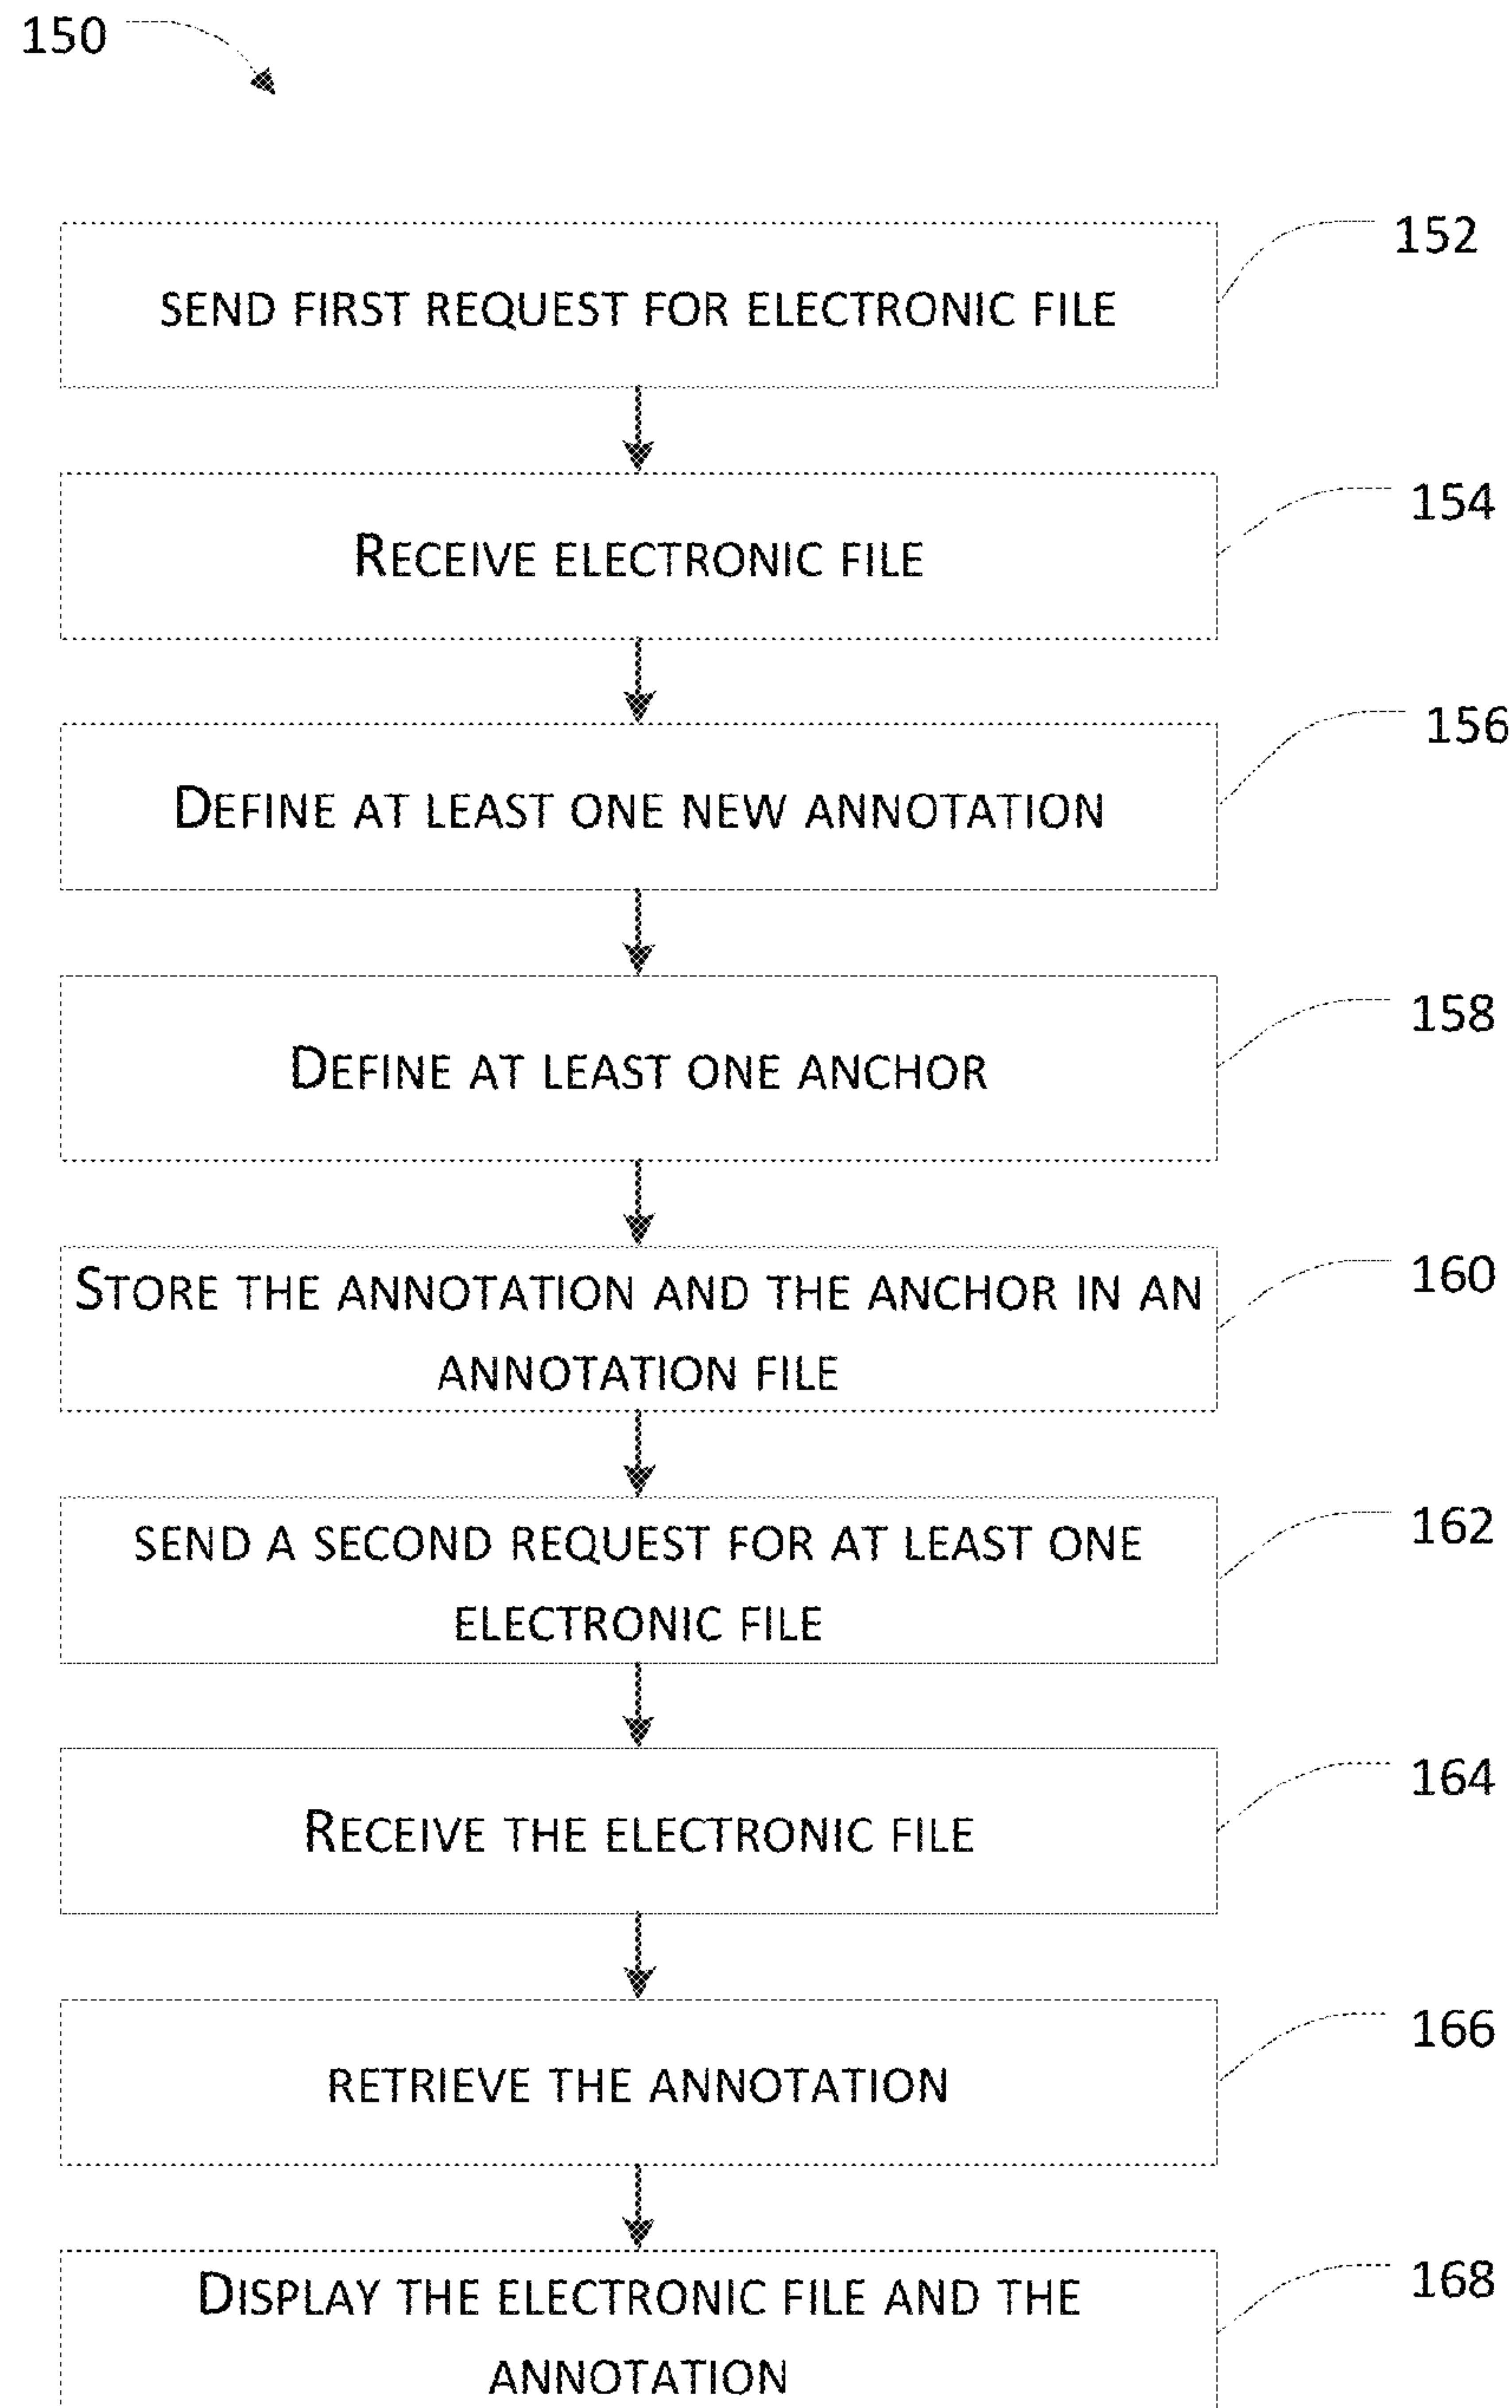 150
152
SEND FIRST REQUEST FOR ELECTRONIC FILE
154
RECEIVE ELECTRONIC FILE
156
DEFINE AT LEAST ONE NEW ANNOTATION
158
DEFINE AT LEAST ONE ANCHOR
160
STORE THE ANNOTATION AND THE ANCHOR IN AN
ANNOTATION FILE
162
SEND A SECOND REQUEST FOR AT LEAST ONE
ELECTRONIC FILE
164
RECEIVE THE ELECTRONIC FILE
166
RETRIEVE THE ANNOTATION
168
DISPLAY THE ELECTRONIC FILE AND THE
ANNOTATION